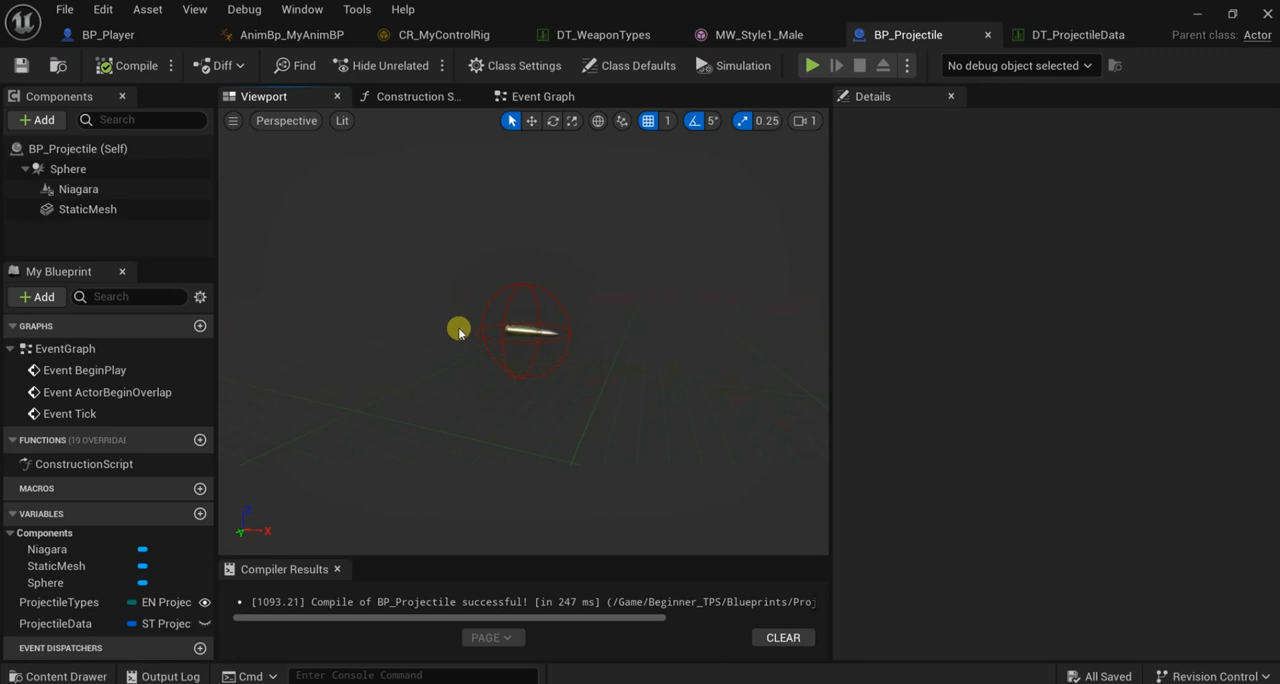 File Edit Asset View Debug Window Tools Help
BP_Player AnimBp_MyAnimBP CR_MyControlRig DT_WeaponTypes MW_Style1_Male BP_Projectile DT_ProjectileData Parent class: Actor
Compile Diff Find Hide Unrelated Class Settings Class Defaults Simulation No debug object selected
Components Viewport Construction S... Event Graph Details
+ Add Search Perspective Lit 1 5° 0.25 1
BP_Projectile (Self)
Sphere
Niagara
StaticMesh
My Blueprint
+ Add Search
GRAPHS
EventGraph
Event BeginPlay
Event ActorBeginOverlap
Event Tick
FUNCTIONS (19 OVERRIDAI
ConstructionScript
MACROS
VARIABLES
Components
Niagara
StaticMesh
Sphere
ProjectileTypes EN Projec
ProjectileData ST Projec
EVENT DISPATCHERS
Z
Y X
Compiler Results
[1093.21] Compile of BP_Projectile successful! [in 247 ms] (/Game/Beginner_TPS/Blueprints/Proj
PAGE CLEAR
Content Drawer Output Log Cmd Enter Console Command All Saved Revision Control